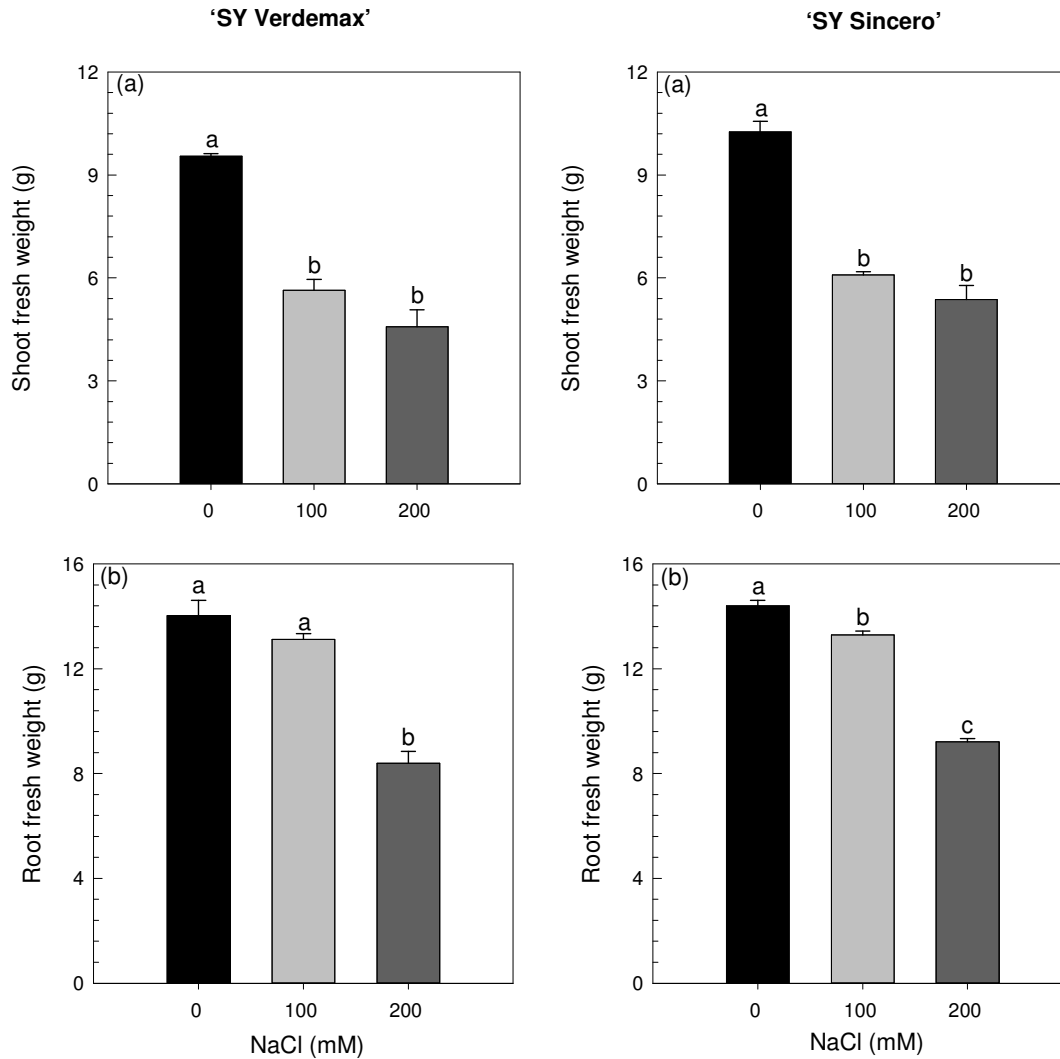 ‘SY Verdemax’
‘SY Sincero’
(a)
12
9
6
3
0
Shoot fresh weight (g)
a
b
b
0
100
200
(a)
12
9
6
3
0
Shoot fresh weight (g)
a
b
b
0
100
200
(b)
16
12
8
4
0
Root fresh weight (g)
a
a
b
0
100
200
NaCl (mM)
(b)
16
12
8
4
0
Root fresh weight (g)
a
b
c
0
100
200
NaCl (mM)